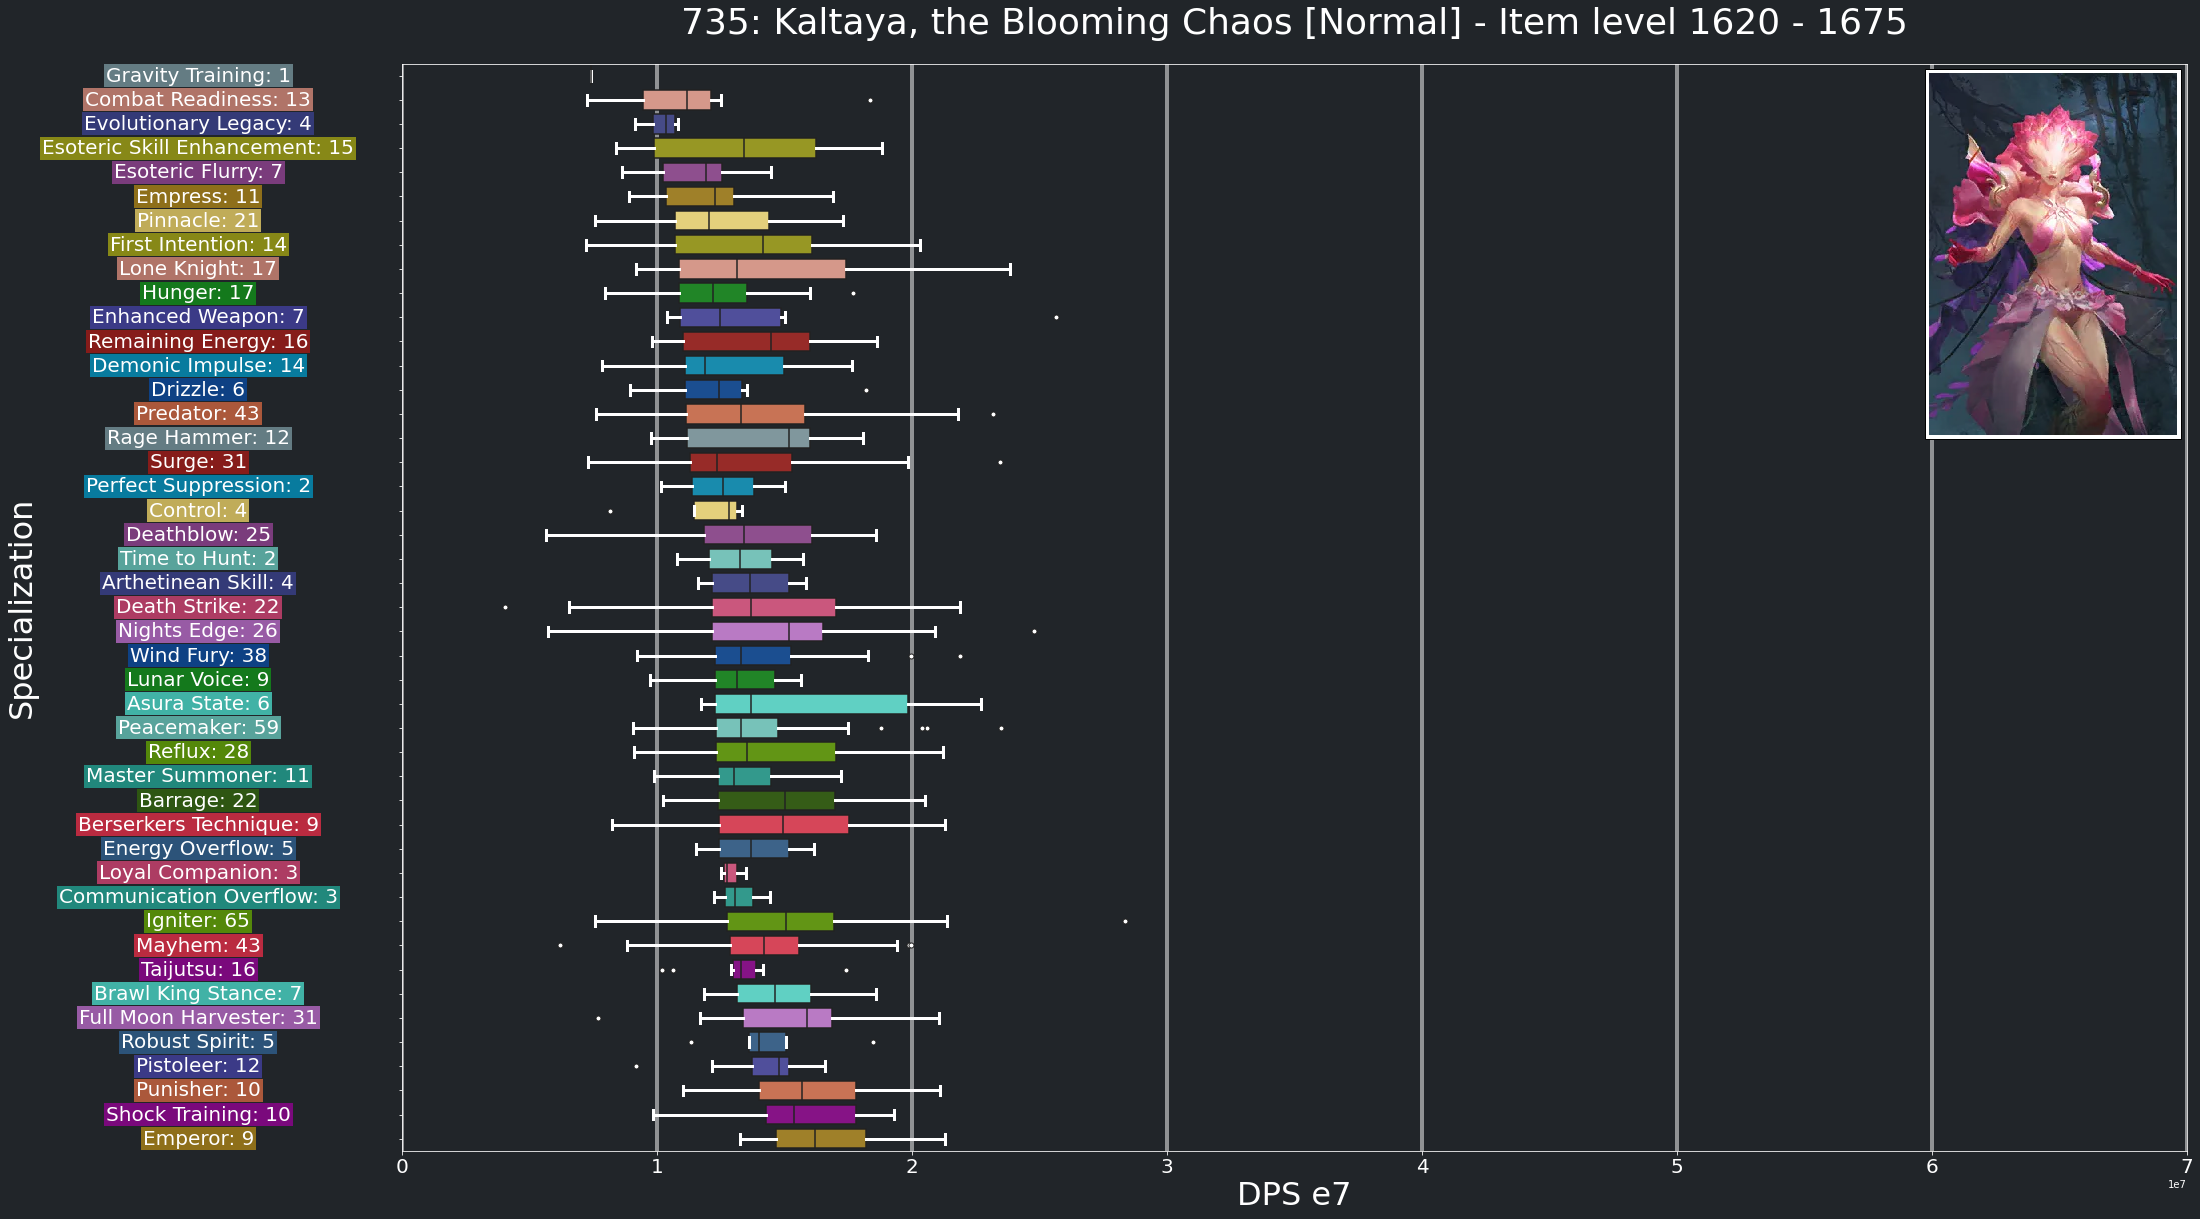 735: Kaltaya, the Blooming Chaos [Normal] - Item level 1620 - 1675
Specialization
Gravity Training: 1
Combat Readiness: 13
Evolutionary Legacy: 4
Esoteric Skill Enhancement: 15
Esoteric Flurry: 7
Empress: 11
Pinnacle: 21
First Intention: 14
Lone Knight: 17
Hunger: 17
Enhanced Weapon: 7
Remaining Energy: 16
Demonic Impulse: 14
Drizzle: 6
Predator: 43
Rage Hammer: 12
Surge: 31
Perfect Suppression: 2
Control: 4
Deathblow: 25
Time to Hunt: 2
Arthetinean Skill: 4
Death Strike: 22
Nights Edge: 26
Wind Fury: 38
Lunar Voice: 9
Asura State: 6
Peacemaker: 59
Reflux: 28
Master Summoner: 11
Barrage: 22
Berserkers Technique: 9
Energy Overflow: 5
Loyal Companion: 3
Communication Overflow: 3
Igniter: 65
Mayhem: 43
Taijutsu: 16
Brawl King Stance: 7
Full Moon Harvester: 31
Robust Spirit: 5
Pistoleer: 12
Punisher: 10
Shock Training: 10
Emperor: 9
0 1 2 3 4 5 6 7
DPS e7
1e7